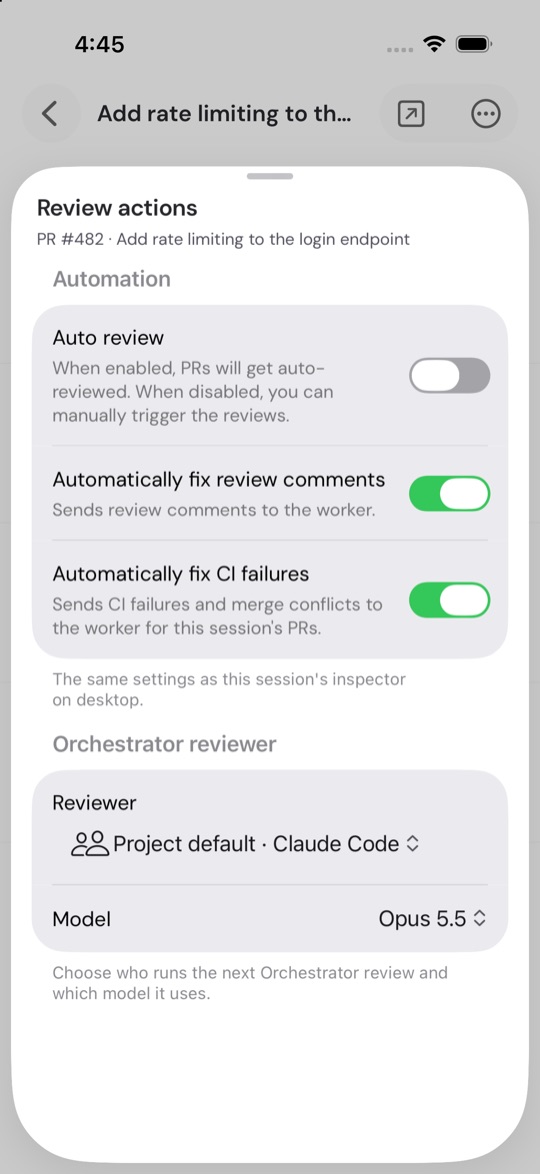 4:45
Add rate limiting to th...
Review actions
PR #482 · Add rate limiting to the login endpoint
Automation
Auto review
When enabled, PRs will get auto-
reviewed. When disabled, you can
manually trigger the reviews.
Automatically fix review comments
Sends review comments to the worker.
Automatically fix CI failures
Sends CI failures and merge conflicts to
the worker for this session's PRs.
The same settings as this session's inspector
on desktop.
Orchestrator reviewer
Reviewer
Project default · Claude Code
Model
Opus 5.5
Choose who runs the next Orchestrator review and
which model it uses.